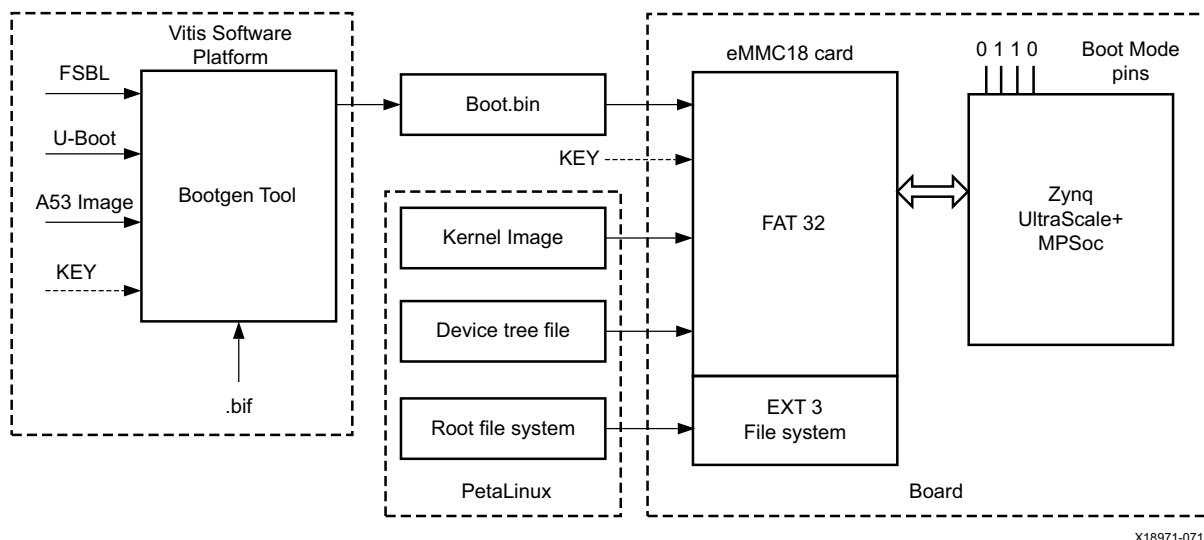 Vitis Software
Platform
FSBL
U-Boot
A53 Image
KEY
Bootgen Tool
.bif
Boot.bin
KEY
Kernel Image
Device tree file
Root file system
PetaLinux
eMMC18 card
FAT 32
EXT 3
File system
0 1 1 0
Boot Mode
pins
Zynq
UltraScale+
MPSoc
Board
X18971-071